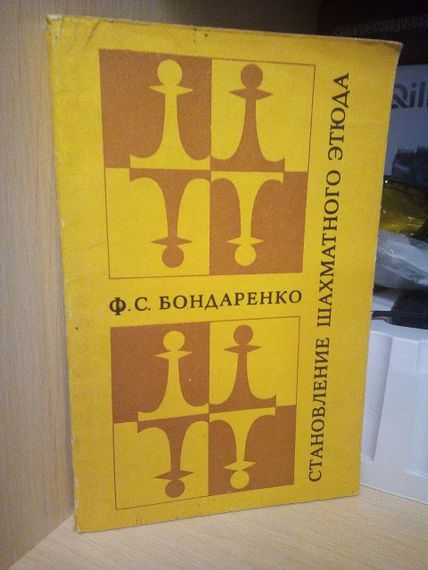 Ф.С. БОНДАРЕНКО
СТАНОВЛЕНИЕ ШАХМАТНОГО ЭТЮДА